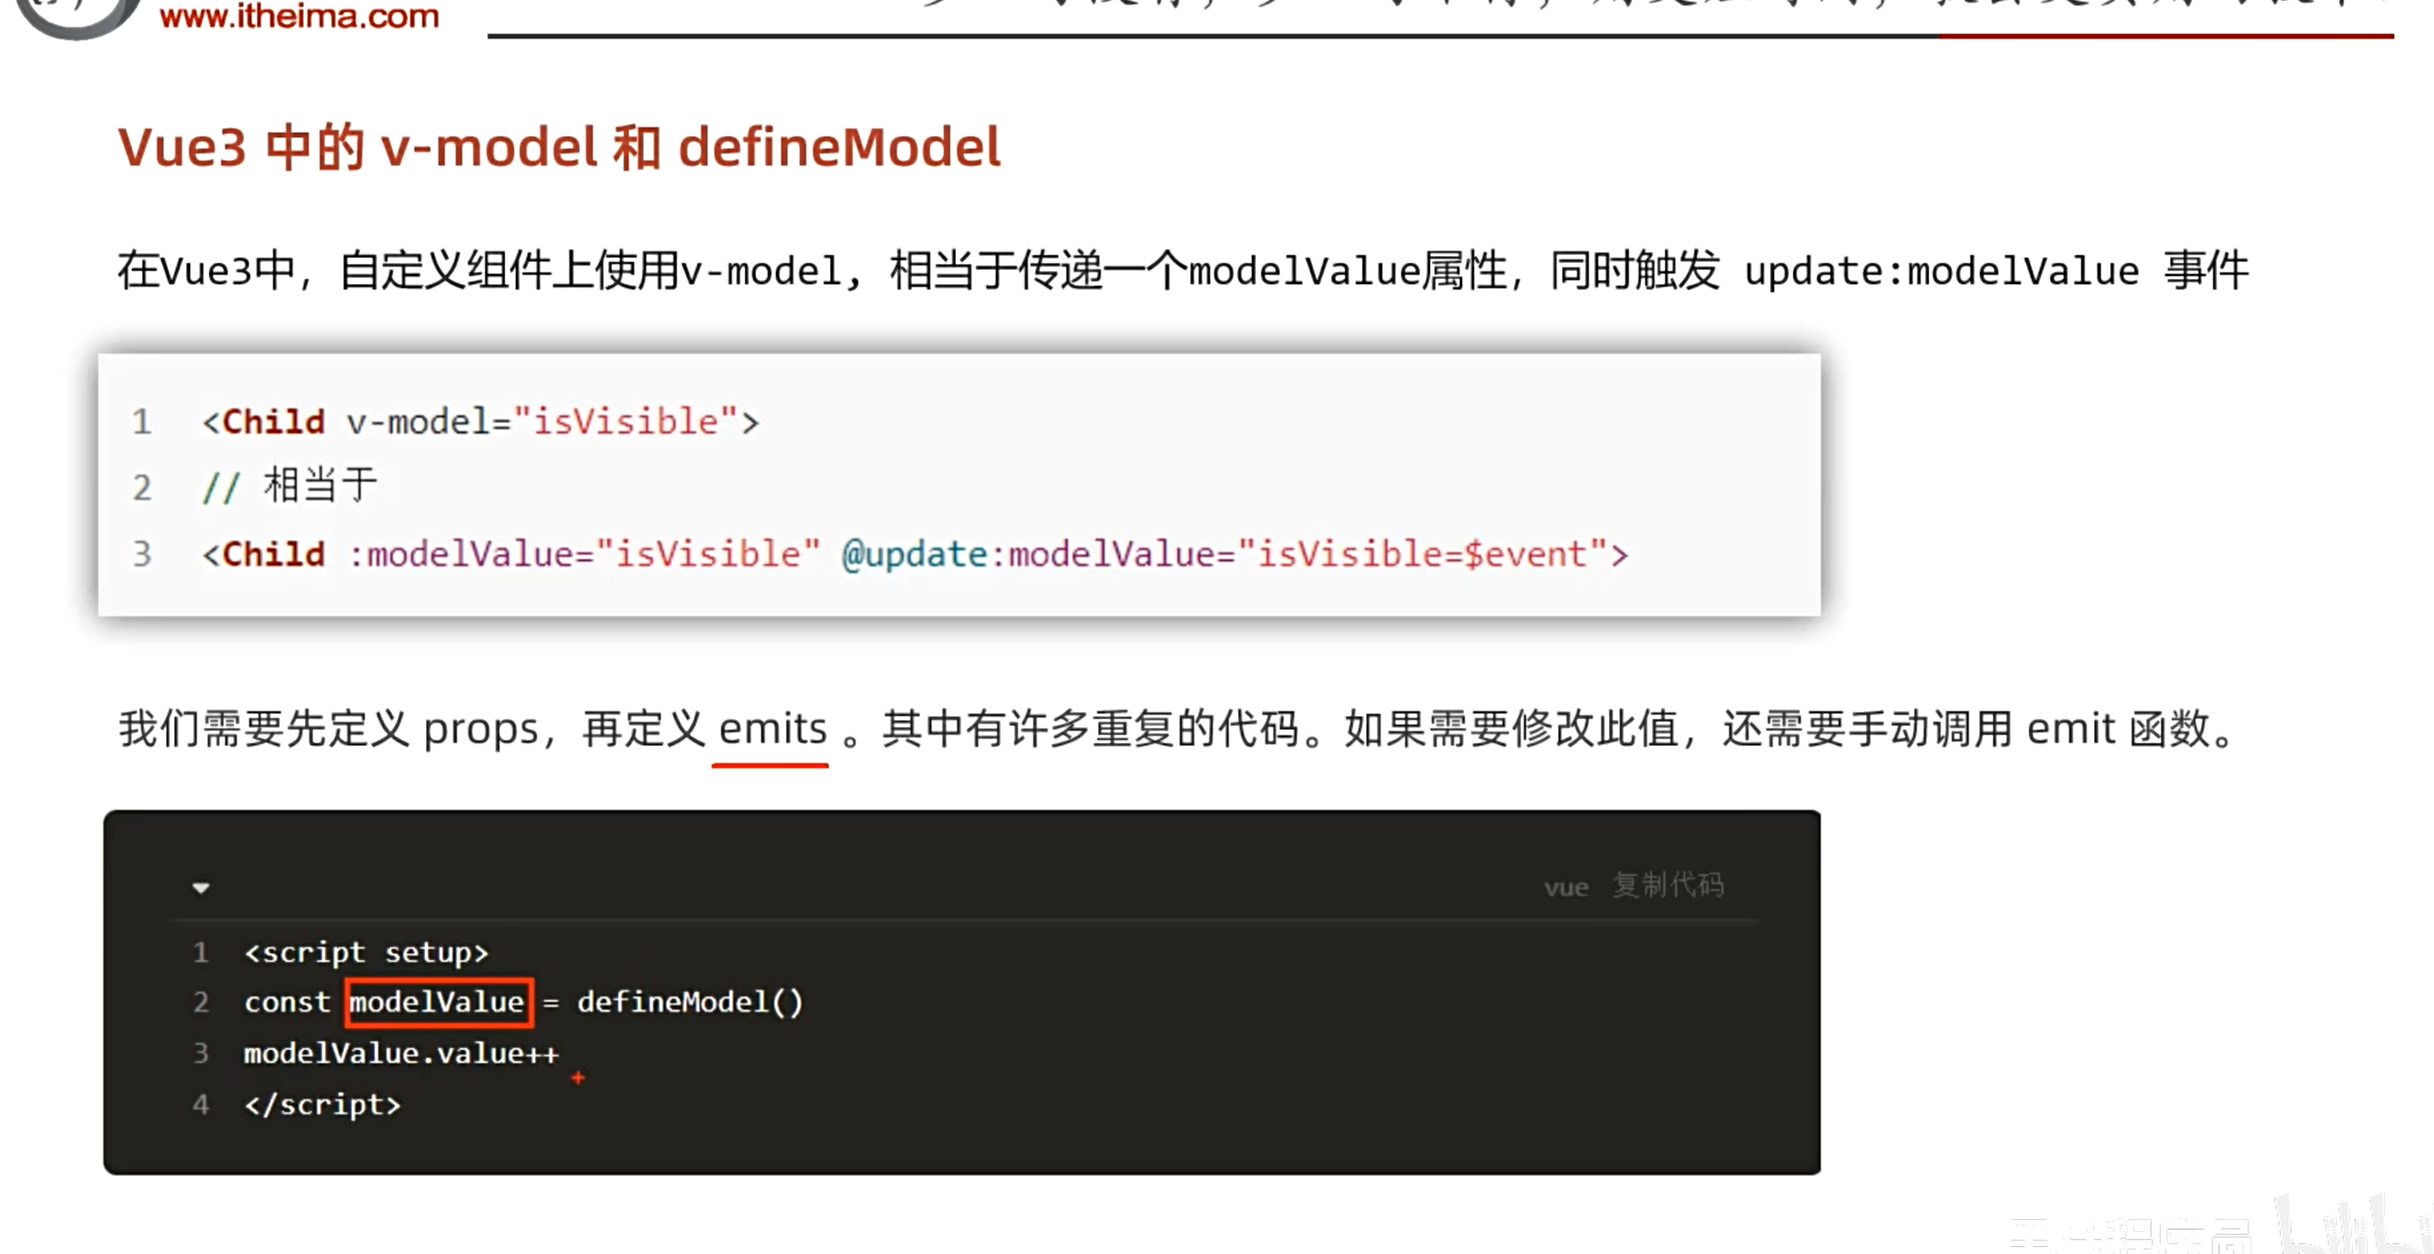 www.itheima.com
Vue3 中的 v-model 和 defineModel
在Vue3中，自定义组件上使用v-model, 相当于传递一个modelValue属性，同时触发 update:modelValue 事件
1 <Child v-model="isVisible">
2 // 相当于
3 <Child :modelValue="isVisible" @update:modelValue="isVisible=$event">
我们需要先定义 props，再定义 emits 。其中有许多重复的代码。如果需要修改此值，还需要手动调用 emit 函数。
vue 复制代码
1 <script setup>
2 const modelValue = defineModel()
3 modelValue.value++
4 </script>